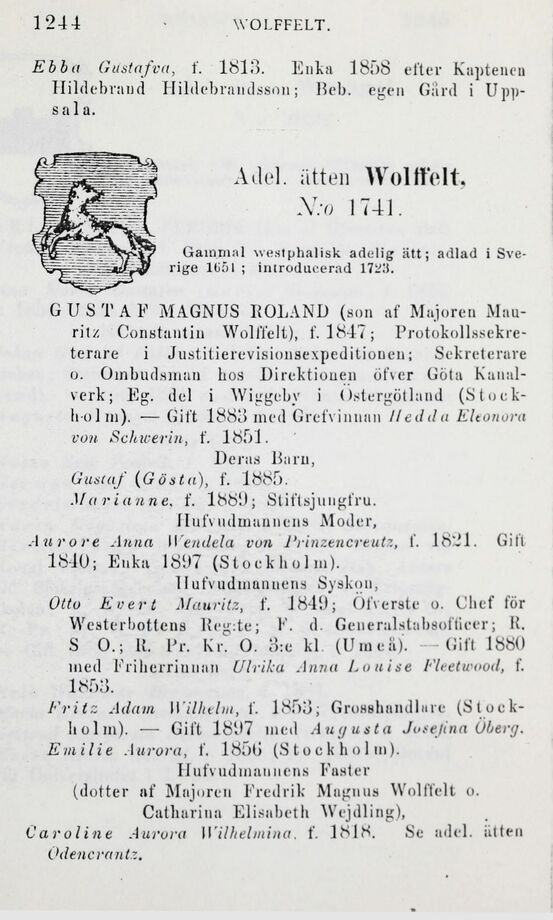 1244 WOLFFELT.
Ebba Gustafva, f. 1813. Enka 1858 efter Kaptenen
Hildebrand Hildebrandsson; Beb. egen Gård i Upp-
sala.
Adel. ätten Wolffelt,
N:o 1741.
Gammal westphalisk adelig ätt; adlad i Sve-
rige 1651; introducerad 1723.
GUSTAF MAGNUS ROLAND (son af Majoren Mau-
ritz Constantin Wolffelt), f. 1847; Protokollssekre-
terare i Justitierevisionsexpeditionen; Sekreterare
o. Ombudsman hos Direktionen öfver Göta Kanal-
verk; Eg. del i Wiggeby i Östergötland (Stock-
holm). — Gift 1883 med Grefvinnan Hedda Eleonora
von Schwerin, f. 1851.
Deras Barn,
Gustaf (Gösta), f. 1885.
Marianne, f. 1889; Stiftsjungfru.
Hufvudmannens Moder,
Aurore Anna Wendela von Prinzencreutz, f. 1821. Gift
1840; Enka 1897 (Stockholm).
Hufvudmannens Syskon,
Otto Evert Mauritz, f. 1849; Öfverste o. Chef för
Westerbottens Reg:te; F. d. Generalstabsofficer; R.
S O.; R. Pr. Kr. O. 3:e kl. (Umeå). — Gift 1880
med Friherrinnan Ulrika Anna Louise Fleetwood, f.
1853.
Fritz Adam Wilhelm, f. 1853; Grosshandlare (Stock-
holm). — Gift 1897 med Augusta Josefina Öberg.
Emilie Aurora, f. 1856 (Stockholm).
Hufvudmannens Faster
(dotter af Majoren Fredrik Magnus Wolffelt o.
Catharina Elisabeth Wejdling),
Caroline Aurora Wilhelmina, f. 1818. Se adel. ätten
Odencrantz.